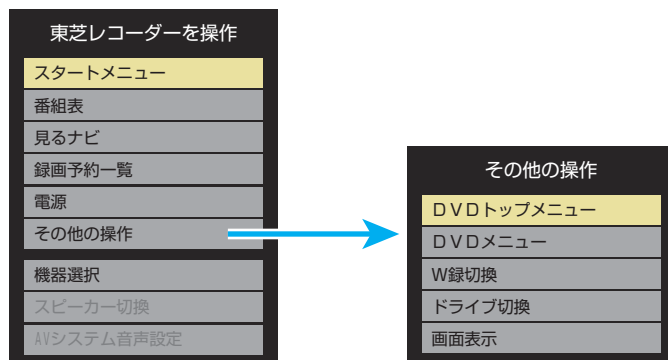 東芝レコーダーを操作
スタートメニュー
番組表
見るナビ
録画予約一覧
電源
その他の操作
機器選択
スピーカー切換
AVシステム音声設定
その他の操作
ＤＶＤトップメニュー
ＤＶＤメニュー
W録切換
ドライブ切換
画面表示